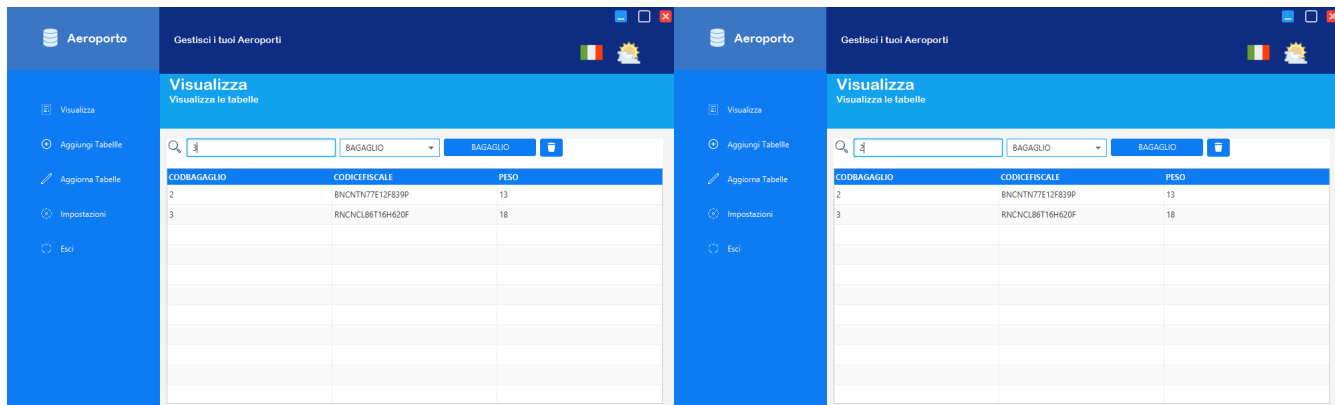 Aeroporto
Gestisci i tuoi Aeroporti
Visualizza
Visualizza le tabelle
Visualizza
Aggiungi Tabellle
Aggiorna Tabelle
Impostazioni
Esci
3 BAGAGLIO BAGAGLIO
CODBAGAGLIO CODICEFISCALE PESO
2 BNCNTN77E12F839P 13
3 RNCNCL86T16H620F 18
Aeroporto
Gestisci i tuoi Aeroporti
Visualizza
Visualizza le tabelle
Visualizza
Aggiungi Tabellle
Aggiorna Tabelle
Impostazioni
Esci
2 BAGAGLIO BAGAGLIO
CODBAGAGLIO CODICEFISCALE PESO
2 BNCNTN77E12F839P 13
3 RNCNCL86T16H620F 18